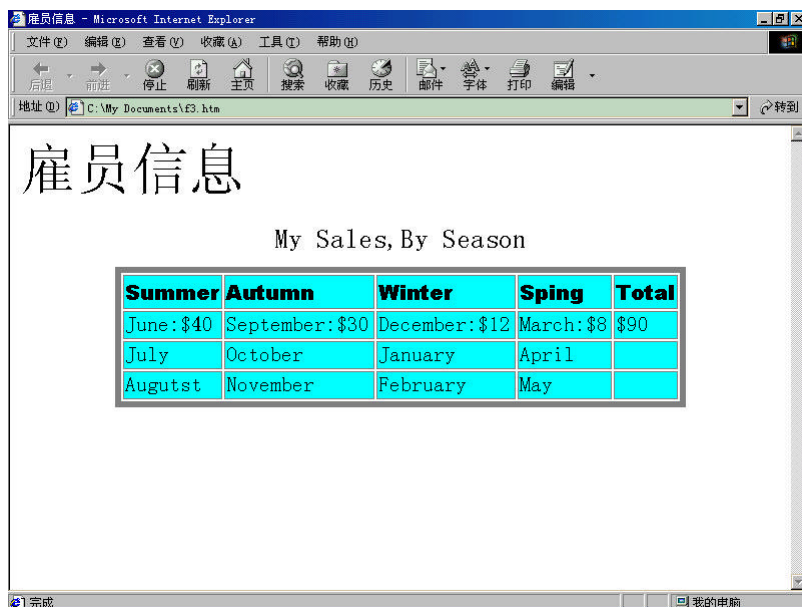 雇员信息 - Microsoft Internet Explorer
文件(F) 编辑(E) 查看(V) 收藏(A) 工具(T) 帮助(H)
后退 前进 停止 刷新 主页 搜索 收藏 历史 邮件 字体 打印 编辑
地址(D) C:\My Documents\f3.htm 转到
雇员信息
My Sales,By Season
Summer Autumn Winter Sping Total
June:$40 September:$30 December:$12 March:$8 $90
July October January April
Augutst November February May
完成 我的电脑